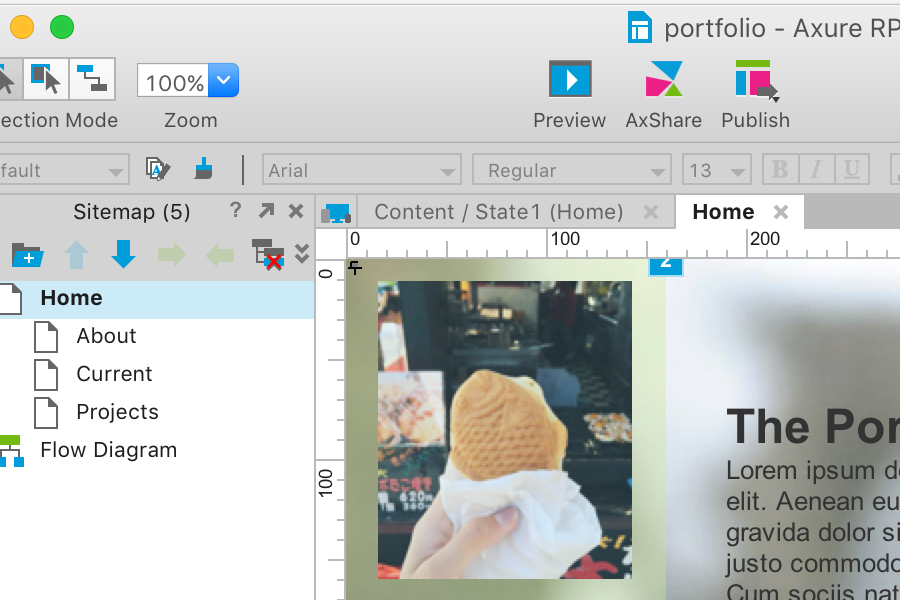 portfolio - Axure RP
100%
ection Mode
Zoom
Preview
AxShare
Publish
fault
Arial
Regular
13
B I U
Sitemap (5)
?
Content / State1 (Home)
Home
0
100
200
0
100
2
Home
About
Current
Projects
Flow Diagram
The Por
Lorem ipsum d
elit. Aenean eu
gravida dolor si
justo commodo
Cum sociis nat